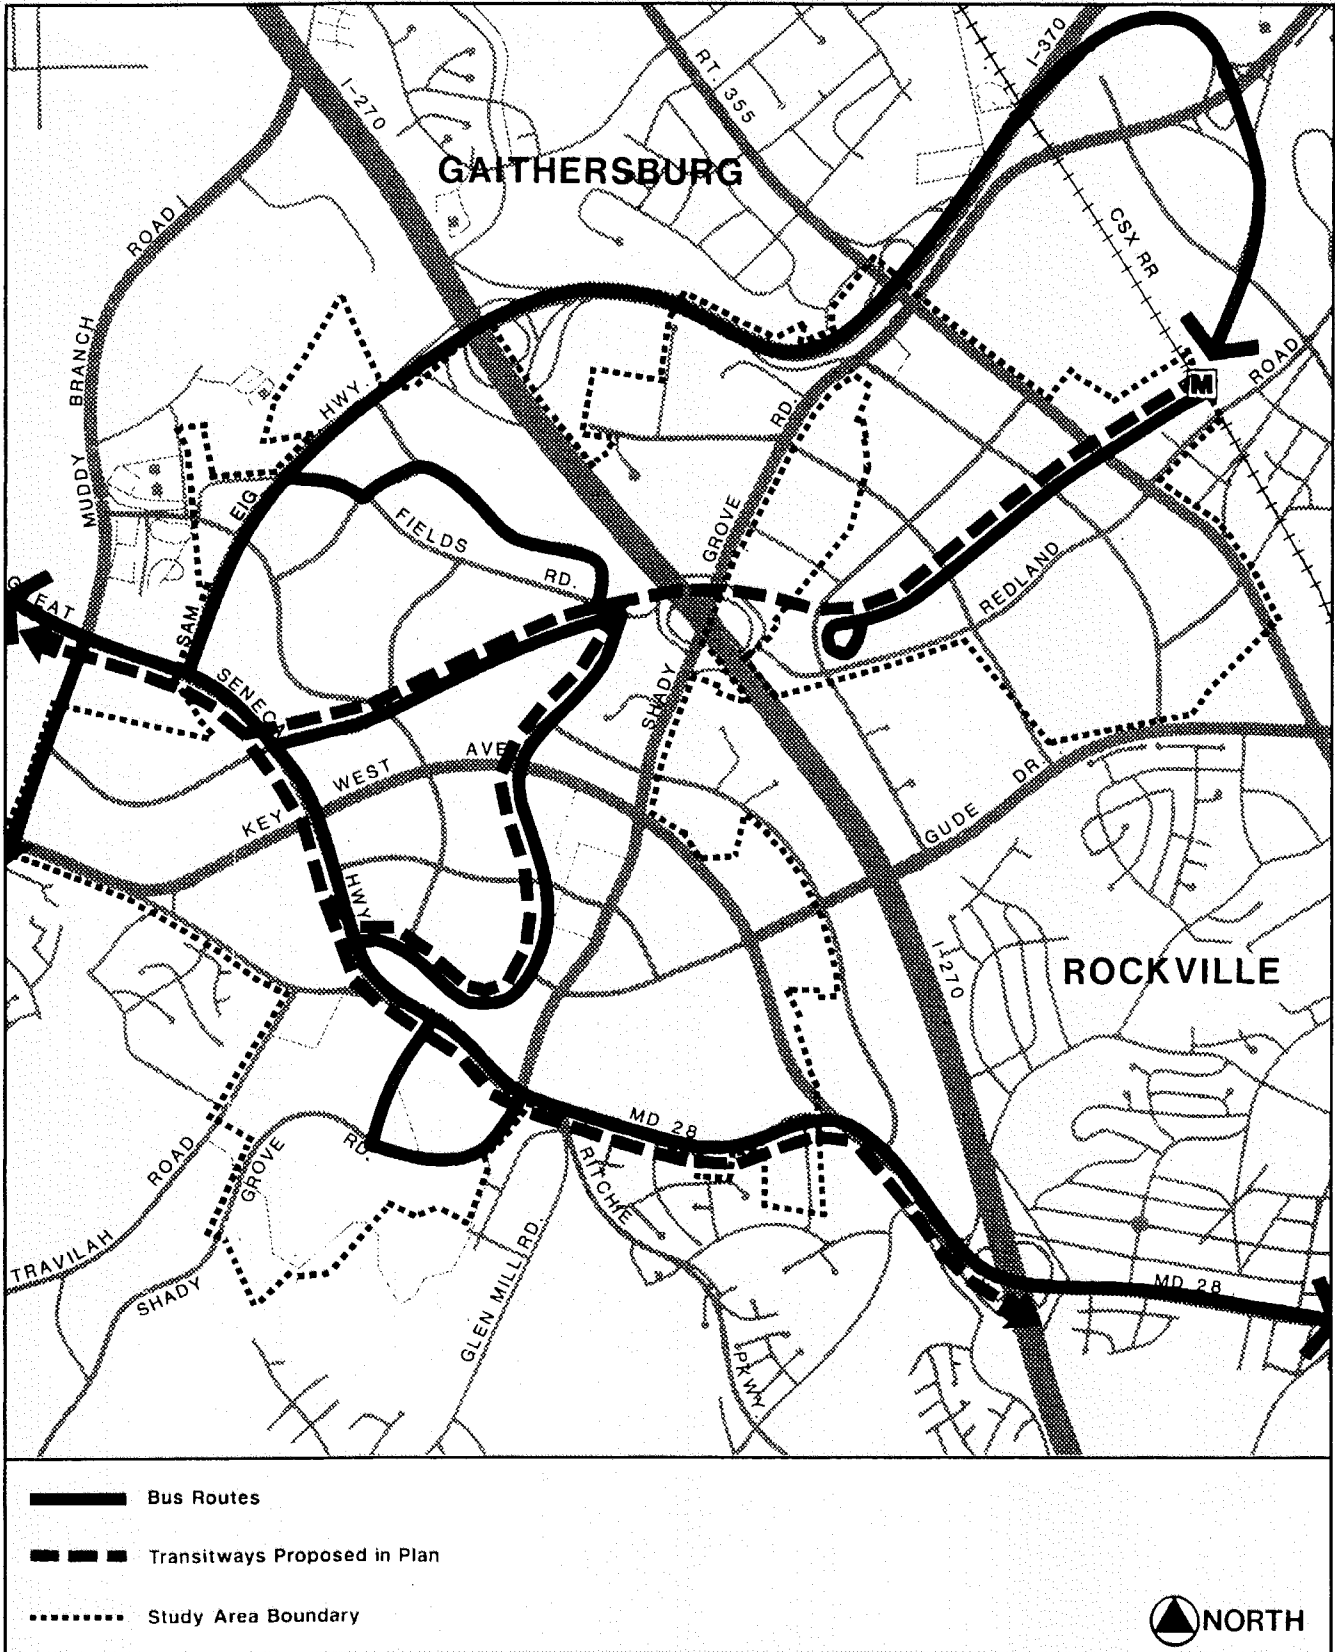 I-370
RT. 355
I-270
GAITHERSBURG
CSX RR
ROAD
MUDDY BRANCH
ROAD
SAM EIG HWY.
GROVE RD.
M
FIELDS RD.
REDLAND
GREAT SENECA HWY
SHADY
KEY WEST AVE
GUDE DR.
I-270
ROCKVILLE
MD 28
RD.
ROAD
GROVE
RITCHIE
TRAVILAH
SHADY
GLEN MILL RD.
MD 28
PKWY.
Bus Routes
Transitways Proposed in Plan
Study Area Boundary
NORTH